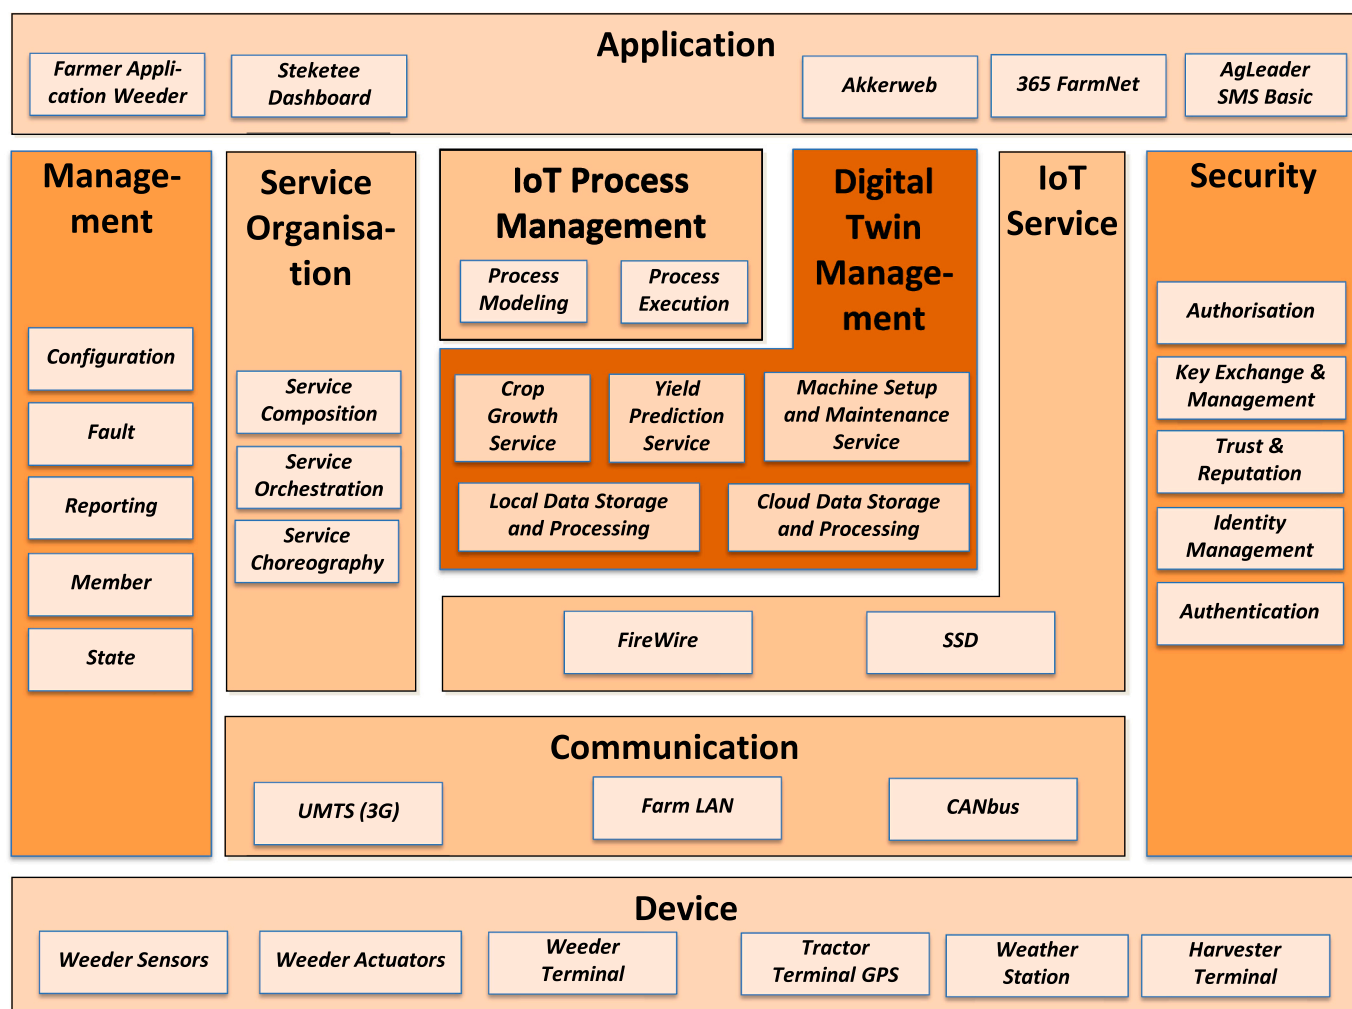 Application
Farmer Appli-
cation Weeder
Steketee
Dashboard
Akkerweb
365 FarmNet
AgLeader
SMS Basic
Manage-
ment
Configuration
Fault
Reporting
Member
State
Service
Organisa-
tion
Service
Composition
Service
Orchestration
Service
Choreography
IoT Process
Management
Process
Modeling
Process
Execution
Digital
Twin
Manage-
ment
Crop
Growth
Service
Yield
Prediction
Service
Machine Setup
and Maintenance
Service
Local Data Storage
and Processing
Cloud Data Storage
and Processing
IoT
Service
FireWire
SSD
Security
Authorisation
Key Exchange &
Management
Trust &
Reputation
Identity
Management
Authentication
Communication
UMTS (3G)
Farm LAN
CANbus
Device
Weeder Sensors
Weeder Actuators
Weeder
Terminal
Tractor
Terminal GPS
Weather
Station
Harvester
Terminal